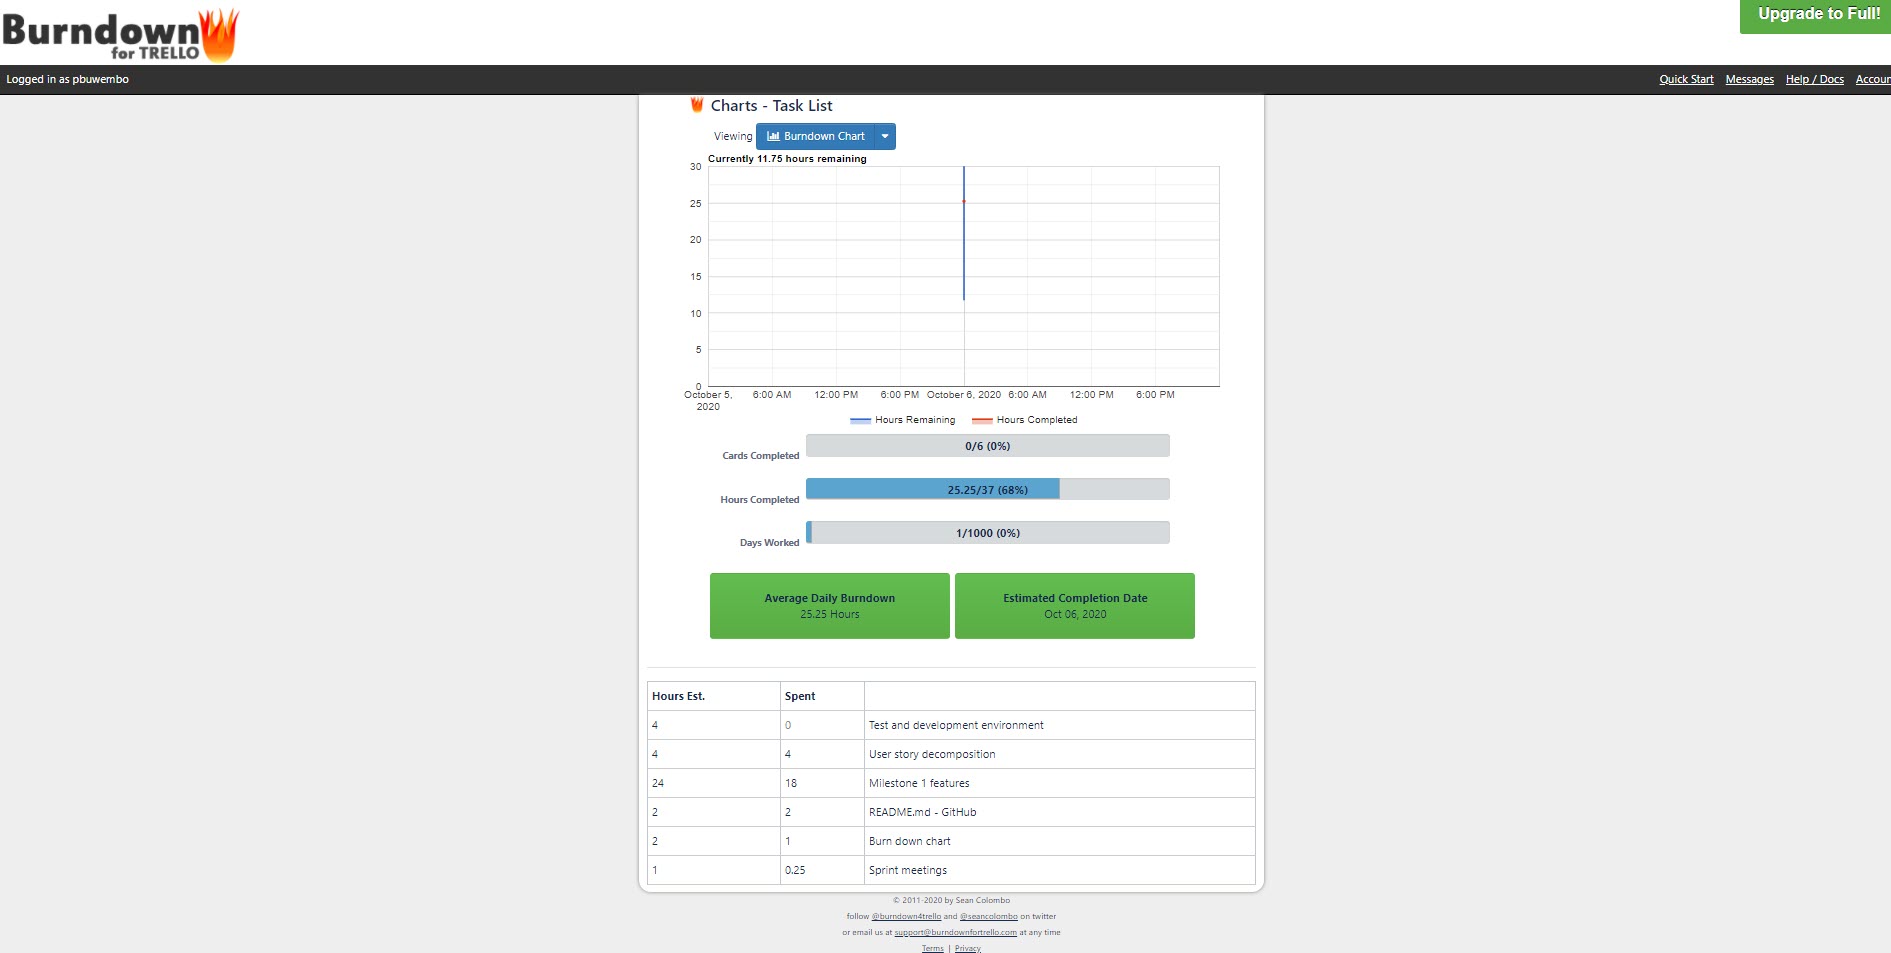 Burndown
for TRELLO
Upgrade to Full!
Logged in as pbuwembo
Quick Start Messages Help / Docs Accoun
Charts - Task List
Viewing Burndown Chart
Currently 11.75 hours remaining
30
25
20
15
10
5
0
October 5, 2020 6:00 AM 12:00 PM 6:00 PM October 6, 2020 6:00 AM 12:00 PM 6:00 PM
Hours Remaining Hours Completed
Cards Completed 0/6 (0%)
Hours Completed 25.25/37 (68%)
Days Worked 1/1000 (0%)
Average Daily Burndown
25.25 Hours
Estimated Completion Date
Oct 06, 2020
Hours Est. Spent
4 0 Test and development environment
4 4 User story decomposition
24 18 Milestone 1 features
2 2 README.md - GitHub
2 1 Burn down chart
1 0.25 Sprint meetings
© 2011-2020 by Sean Colombo
follow @burndown4trello and @seancolombo on twitter
or email us at support@burndownfortrello.com at any time
Terms | Privacy